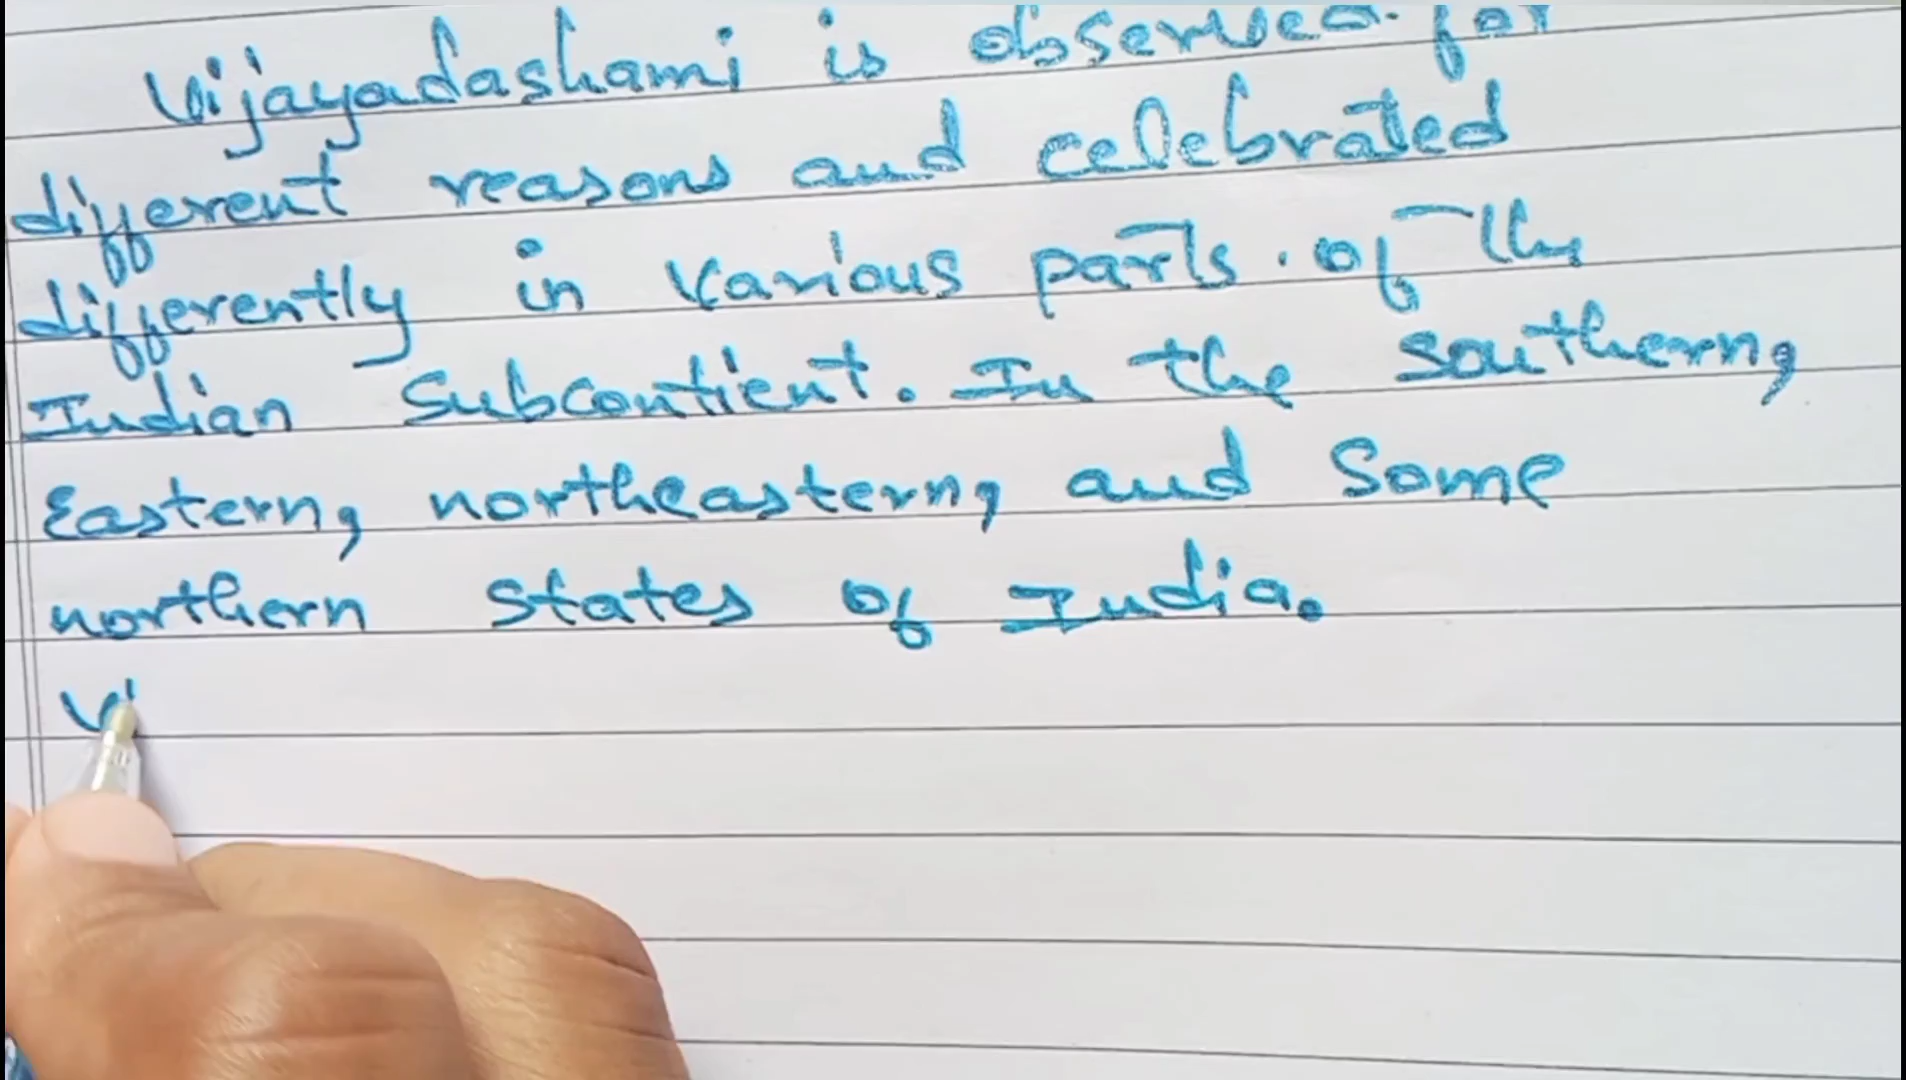 Vijayadashami is observed for
different reasons and celebrated
differently in various parts. of the
Indian Subcontient. In the southern,
Eastern, northeastern, and Some
northern states of India.
Vi